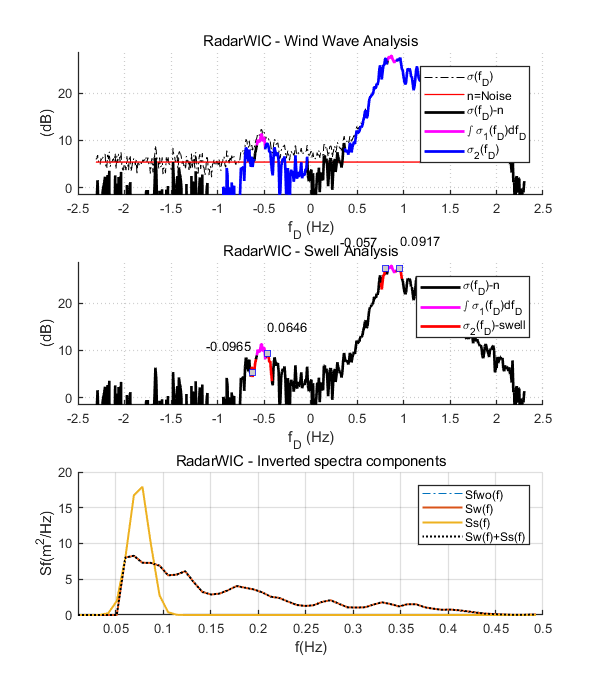 RadarWIC - Wind Wave Analysis
(dB)
20
10
0
σ(f_D)
n=Noise
σ(f_D)-n
∫ σ_1(f_D)df_D
σ_2(f_D)
-2.5 -2 -1.5 -1 -0.5 0 0.5 1 1.5 2 2.5
f_D (Hz)
-0.057 0.0917
RadarWIC - Swell Analysis
(dB)
20
10
0
σ(f_D)-n
∫ σ_1(f_D)df_D
σ_2(f_D)-swell
0.0646
-0.0965
-2.5 -2 -1.5 -1 -0.5 0 0.5 1 1.5 2 2.5
f_D (Hz)
RadarWIC - Inverted spectra components
Sf(m²/Hz)
20
15
10
5
0
Sfwo(f)
Sw(f)
Ss(f)
Sw(f)+Ss(f)
0.05 0.1 0.15 0.2 0.25 0.3 0.35 0.4 0.45 0.5
f(Hz)